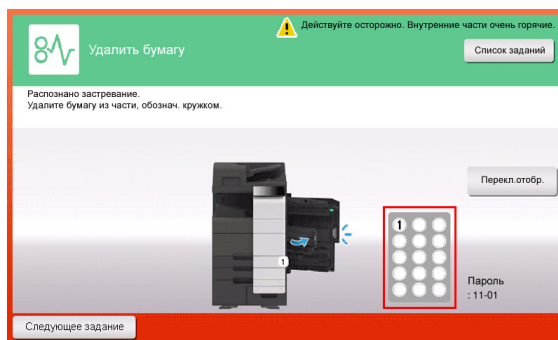 Действуйте осторожно. Внутренние части очень горячие.
Удалить бумагу
Список заданий
Распознано застревание.
Удалите бумагу из части, обознач. кружком.
Перекл.отобр.
1
1
Пароль
: 11-01
Следующее задание